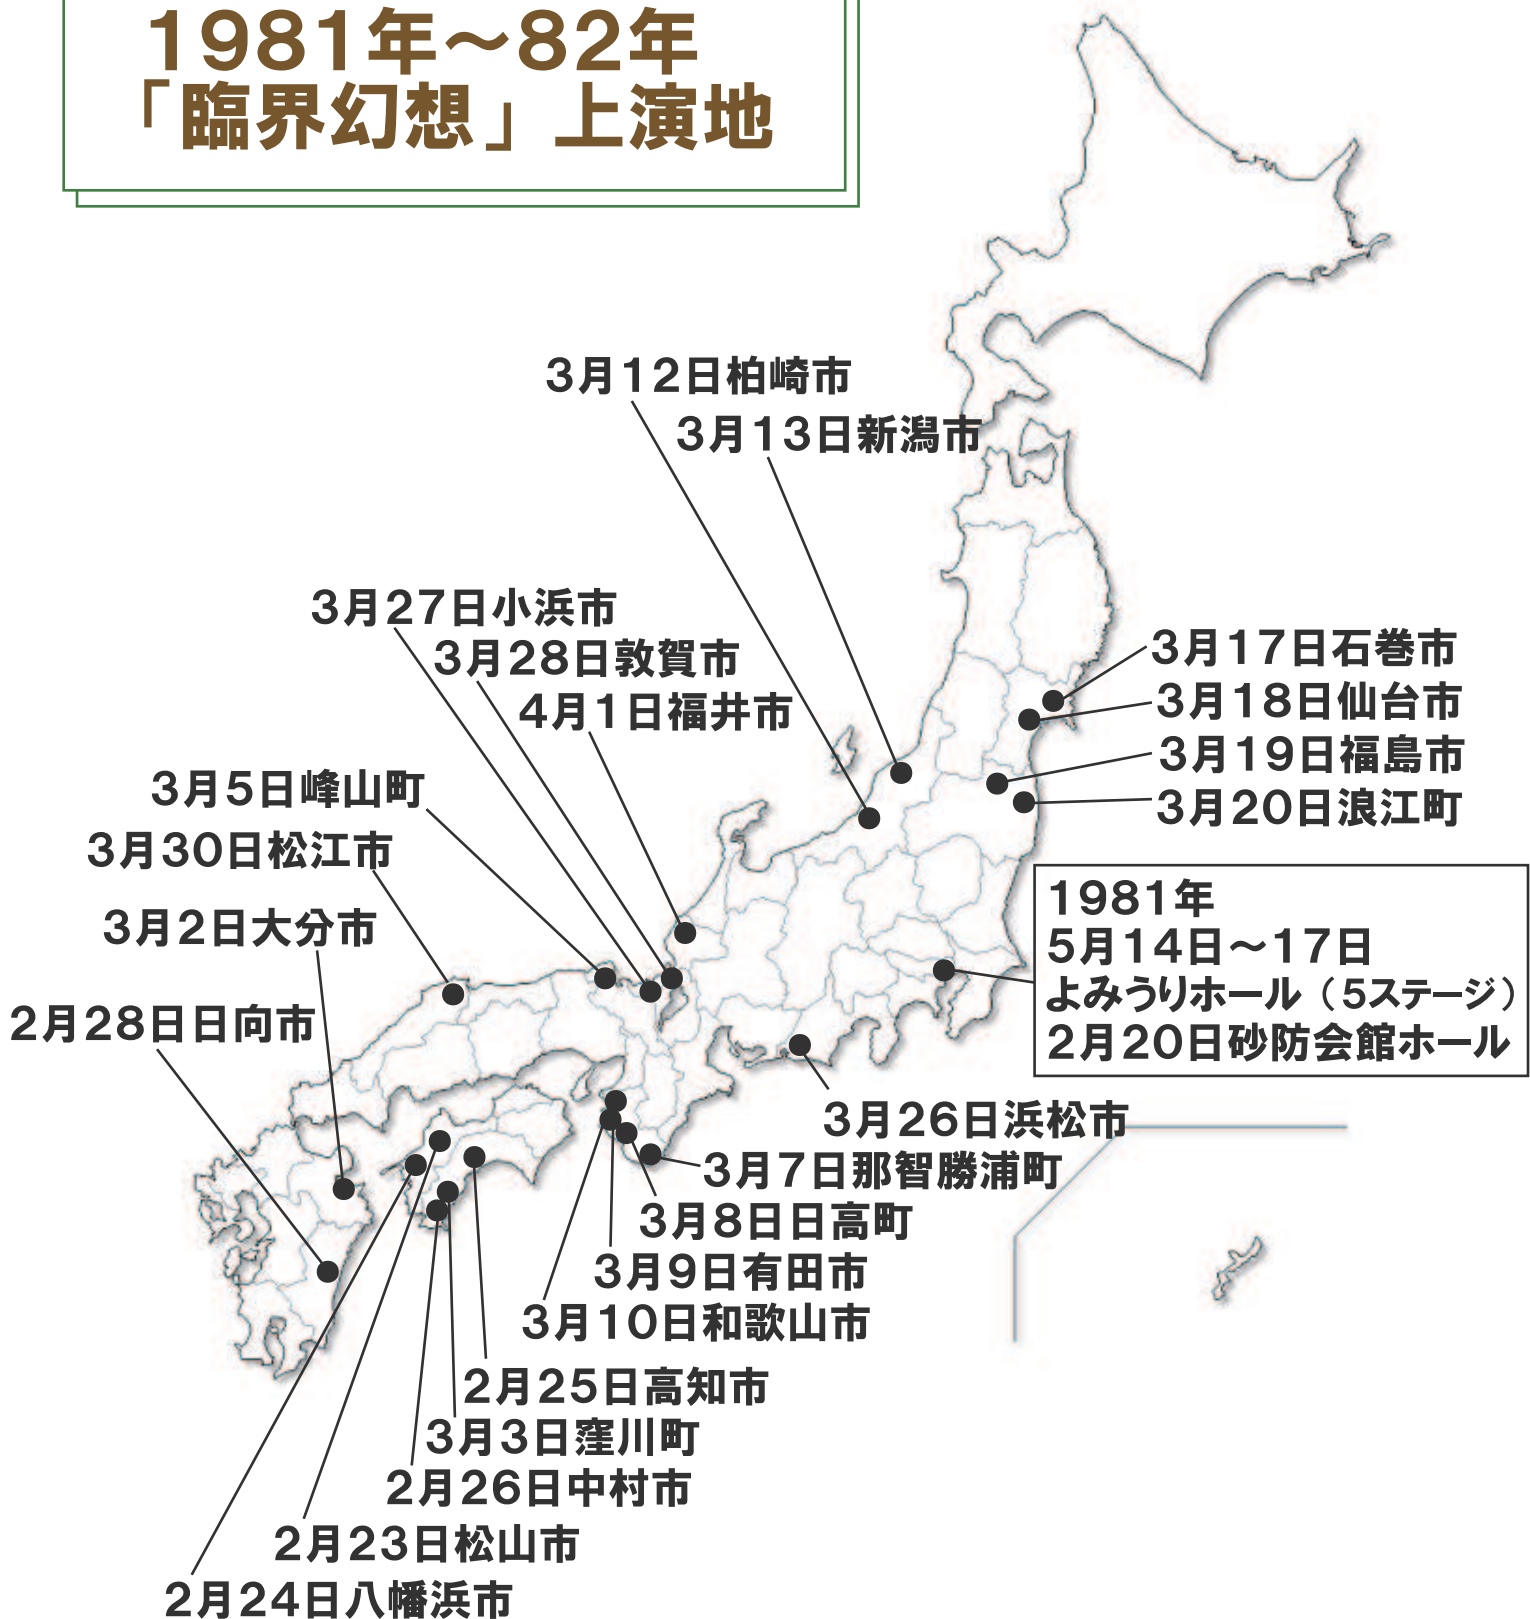 1981年～82年
「臨界幻想」上演地
3月12日柏崎市
3月13日新潟市
3月27日小浜市
3月28日敦賀市
4月1日福井市
3月5日峰山町
3月30日松江市
3月2日大分市
2月28日日向市
3月17日石巻市
3月18日仙台市
3月19日福島市
3月20日浪江町
1981年
5月14日～17日
よみうりホール（5ステージ）
2月20日砂防会館ホール
3月26日浜松市
3月7日那智勝浦町
3月8日日高町
3月9日有田市
3月10日和歌山市
2月25日高知市
3月3日窪川町
2月26日中村市
2月23日松山市
2月24日八幡浜市